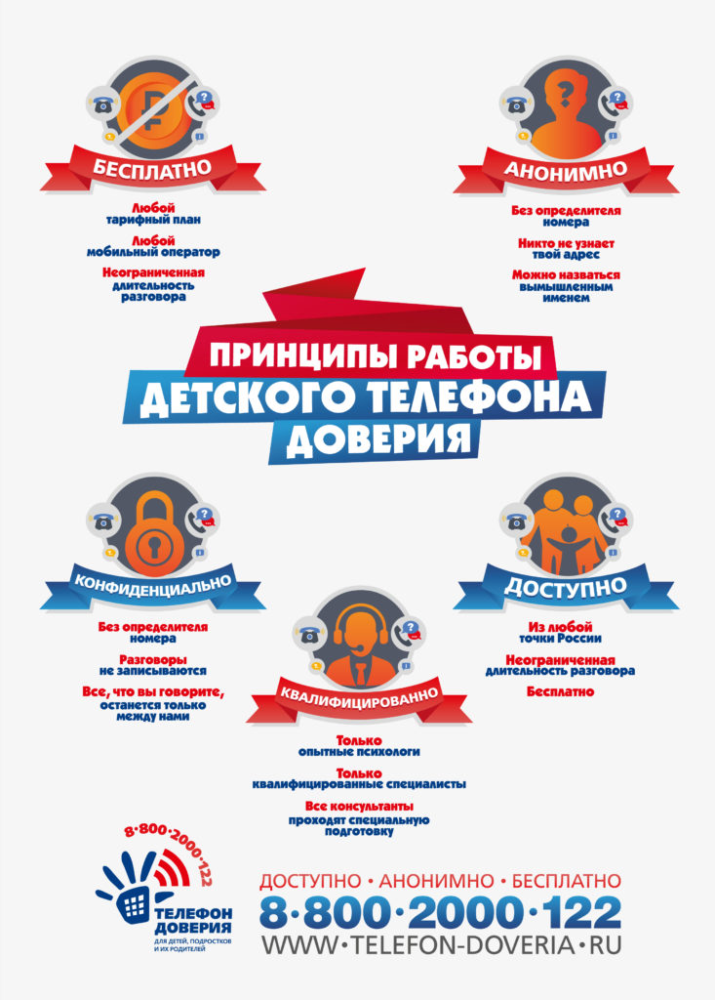 БЕСПЛАТНО
Любой
тарифный план
Любой
мобильный оператор
Неограниченная
длительность
разговора
АНОНИМНО
Без определителя
номера
Никто не узнает
твой адрес
Можно назваться
вымышленным
именем
ПРИНЦИПЫ РАБОТЫ
ДЕТСКОГО ТЕЛЕФОНА
ДОВЕРИЯ
КОНФИДЕНЦИАЛЬНО
Без определителя
номера
Разговоры
не записываются
Все, что вы говорите,
останется только
между нами
КВАЛИФИЦИРОВАННО
Только
опытные психологи
Только
квалифицированные специалисты
Все консультанты
проходят специальную
подготовку
ДОСТУПНО
Из любой
точки России
Неограниченная
длительность разговора
Бесплатно
8·800·2000·122
ТЕЛЕФОН
ДОВЕРИЯ
ДЛЯ ДЕТЕЙ, ПОДРОСТКОВ
И ИХ РОДИТЕЛЕЙ
ДОСТУПНО · АНОНИМНО · БЕСПЛАТНО
8·800·2000·122
WWW·TELEFON-DOVERIA·RU